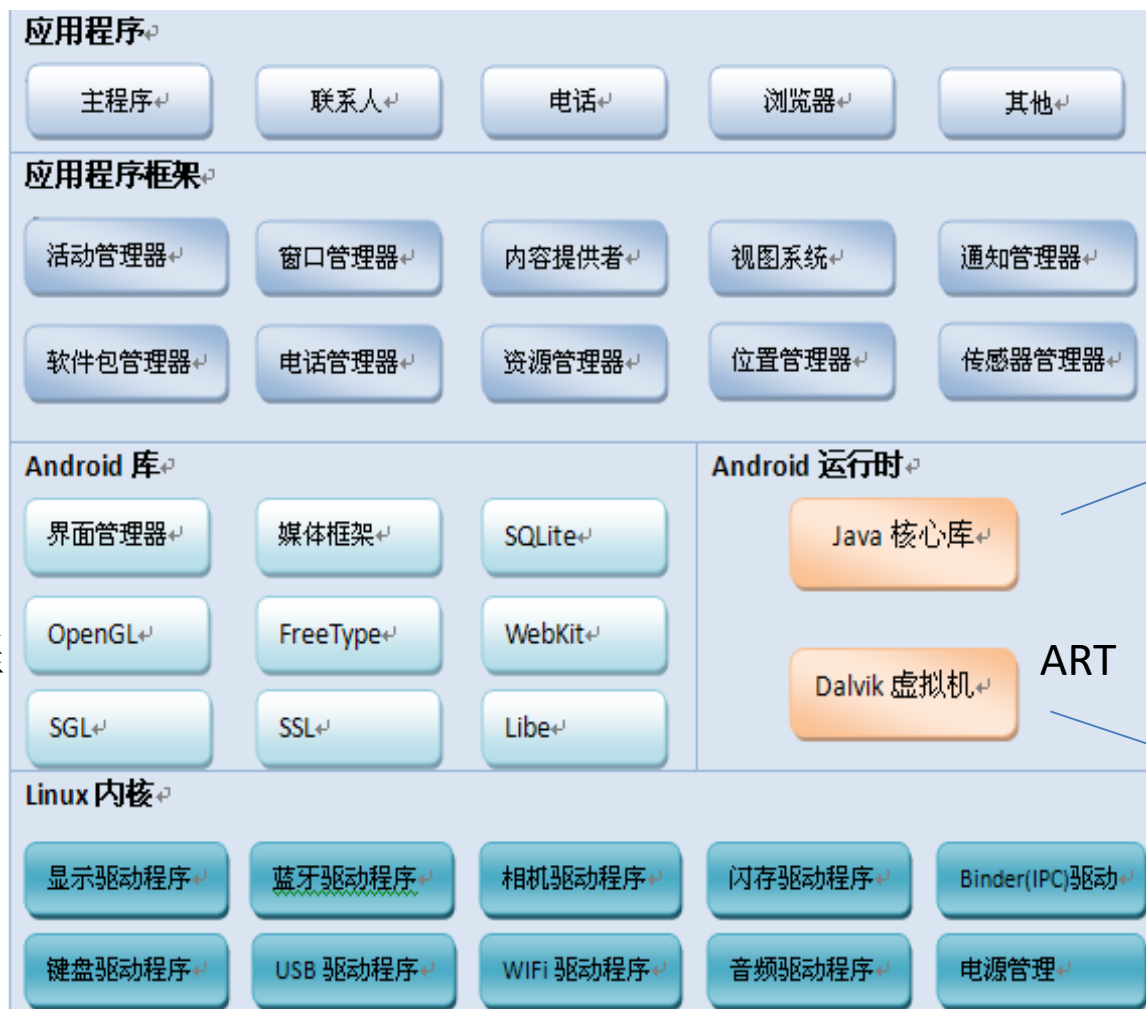 应用程序
主程序 联系人 电话 浏览器 其他
应用程序框架
活动管理器 窗口管理器 内容提供者 视图系统 通知管理器
软件包管理器 电话管理器 资源管理器 位置管理器 传感器管理器
Android 库 Android 运行时
界面管理器 媒体框架 SQLite Java 核心库
OpenGL FreeType WebKit
Dalvik 虚拟机 ART
SGL SSL Libe
Linux 内核
显示驱动程序 蓝牙驱动程序 相机驱动程序 闪存驱动程序 Binder(IPC)驱动
键盘驱动程序 USB 驱动程序 WIFi 驱动程序 音频驱动程序 电源管理